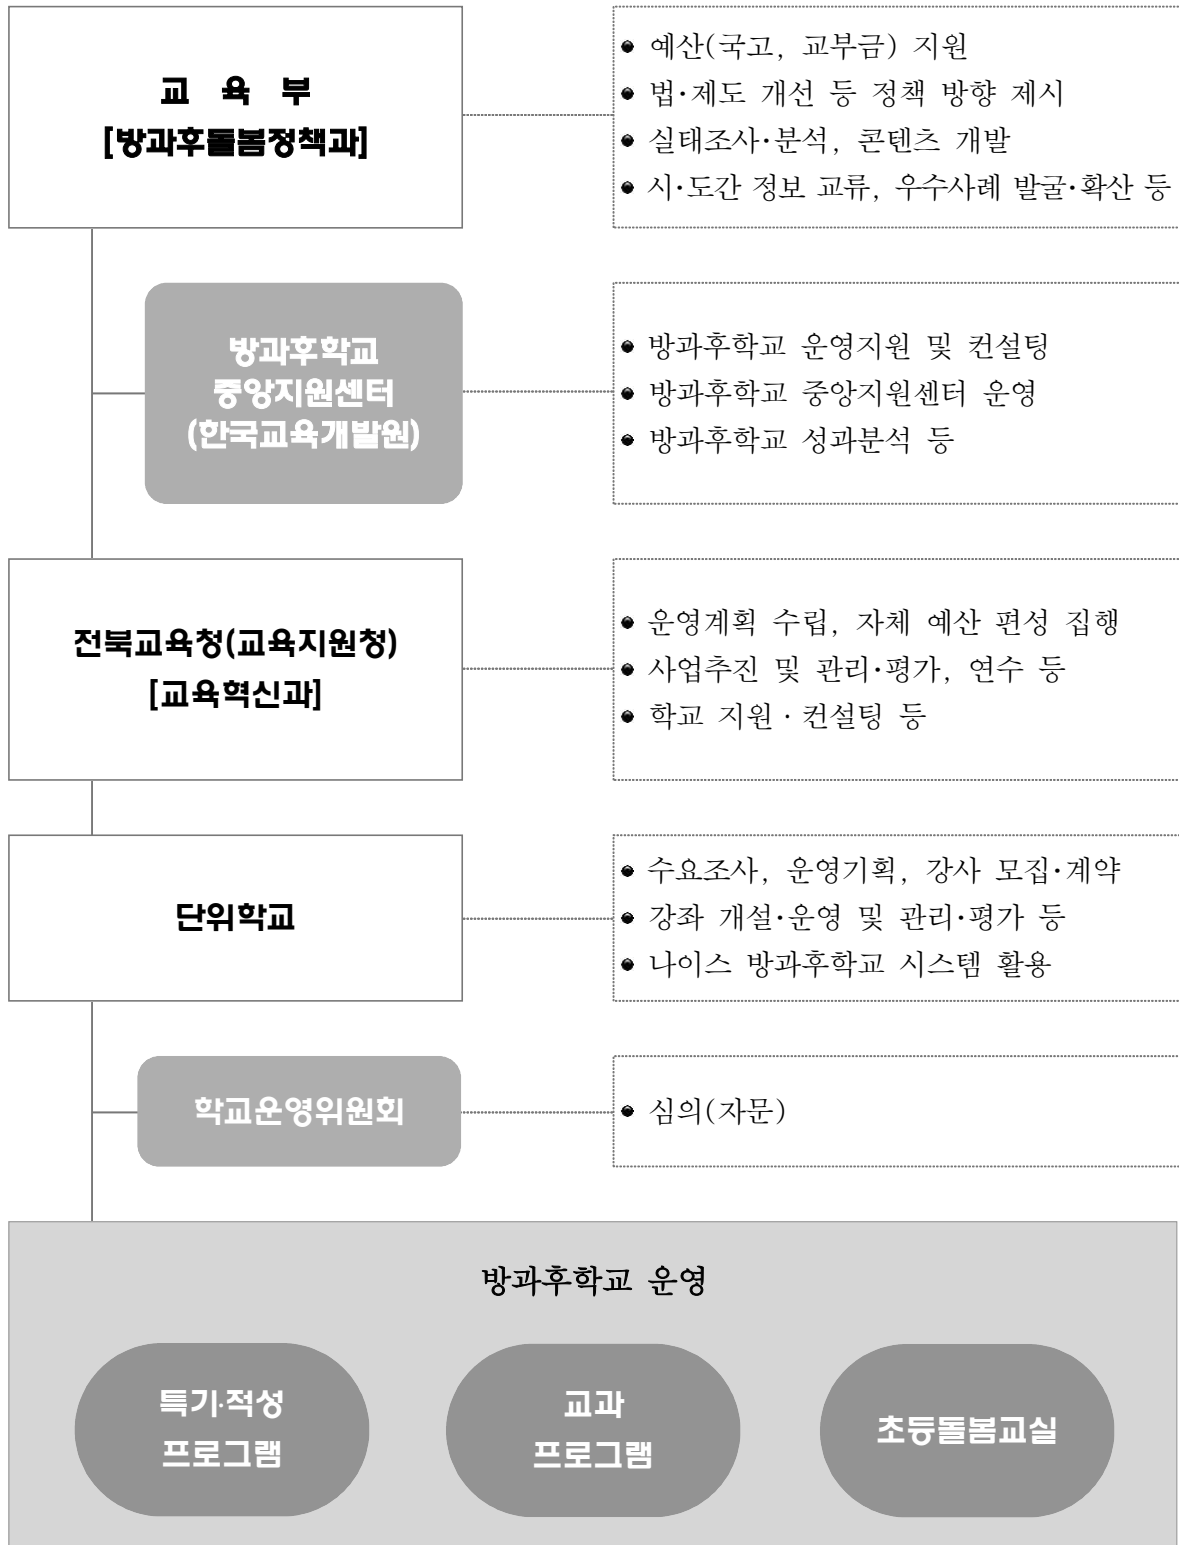 교 육 부
[방과후돌봄정책과]
● 예산(국고, 교부금) 지원
● 법·제도 개선 등 정책 방향 제시
● 실태조사·분석, 콘텐츠 개발
● 시·도간 정보 교류, 우수사례 발굴·확산 등
방과후학교
중앙지원센터
(한국교육개발원)
● 방과후학교 운영지원 및 컨설팅
● 방과후학교 중앙지원센터 운영
● 방과후학교 성과분석 등
전북교육청(교육지원청)
[교육혁신과]
● 운영계획 수립, 자체 예산 편성 집행
● 사업추진 및 관리·평가, 연수 등
● 학교 지원 · 컨설팅 등
단위학교
● 수요조사, 운영기획, 강사 모집·계약
● 강좌 개설·운영 및 관리·평가 등
● 나이스 방과후학교 시스템 활용
학교운영위원회
● 심의(자문)
방과후학교 운영
특기·적성
프로그램
교과
프로그램
초등돌봄교실